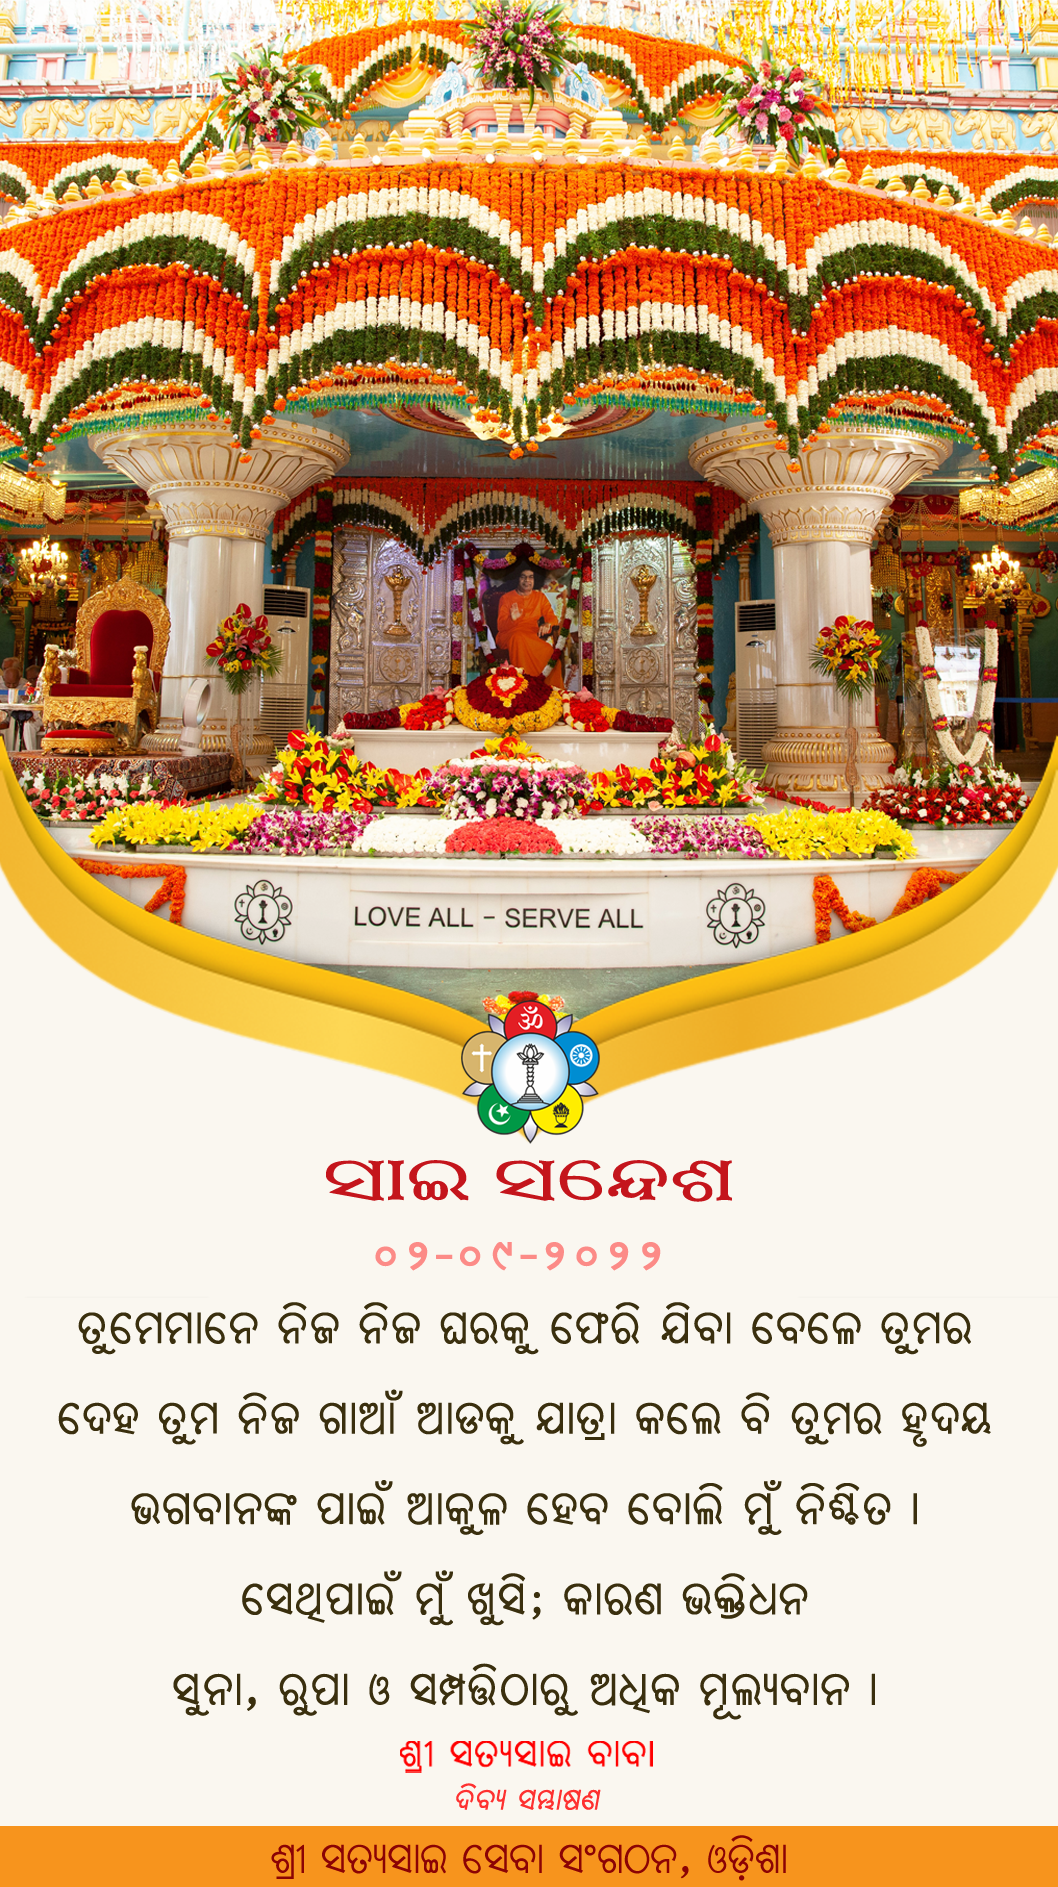 LOVE ALL - SERVE ALL
ॐ
ସାଇ ସନ୍ଦେଶ
୦୨-୦୯-୨୦୨୨
ତୁମେମାନେ ନିଜ ନିଜ ଘରକୁ ଫେରି ଯିବା ବେଳେ ତୁମର
ଦେହ ତୁମ ନିଜ ଗାଆଁ ଆଡକୁ ଯାତ୍ରା କଲେ ବି ତୁମର ହୃଦୟ
ଭଗବାନଙ୍କ ପାଇଁ ଆକୁଳ ହେବ ବୋଲି ମୁଁ ନିଶ୍ଚିତ ।
ସେଥିପାଇଁ ମୁଁ ଖୁସି; କାରଣ ଭକ୍ତିଧନ
ସୁନା, ରୁପା ଓ ସମ୍ପତ୍ତିଠାରୁ ଅଧିକ ମୂଲ୍ୟବାନ ।
ଶ୍ରୀ ସତ୍ୟସାଇ ବାବା
ଦିବ୍ୟ ସମ୍ଭାଷଣ
ଶ୍ରୀ ସତ୍ୟସାଇ ସେବା ସଂଗଠନ, ଓଡ଼ିଶା